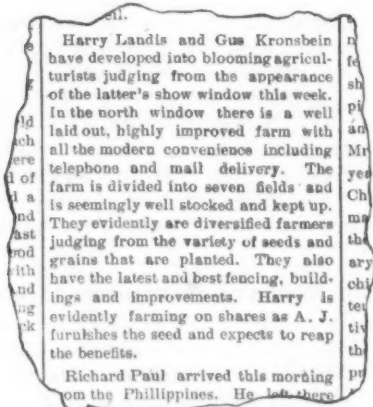 ell.
Harry Landis and Gus Kronsbein
have developed into blooming agricul-
turists judging from the appearance
of the latter's show window this week.
In the north window there is a well
laid out, highly improved farm with
all the modern convenience including
telephone and mail delivery. The
farm is divided into seven fields and
is seemingly well stocked and kept up.
They evidently are diversified farmers
judging from the variety of seeds and
grains that are planted. They also
have the latest and best fencing, build-
ings and improvements. Harry is
evidently farming on shares as A. J.
furnishes the seed and expects to reap
the benefits.
Richard Paul arrived this morning
om the Phillippines. He left there